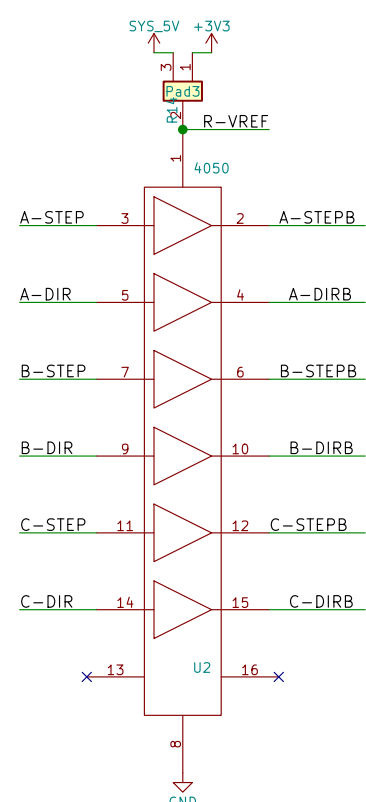 SYS_5V +3V3
3 1
Pad3
2
R-VREF
1
4050
A-STEP 3 2 A-STEPB
A-DIR 5 4 A-DIRB
B-STEP 7 6 B-STEPB
B-DIR 9 10 B-DIRB
C-STEP 11 12 C-STEPB
C-DIR 14 15 C-DIRB
U2
13 16
8
GND